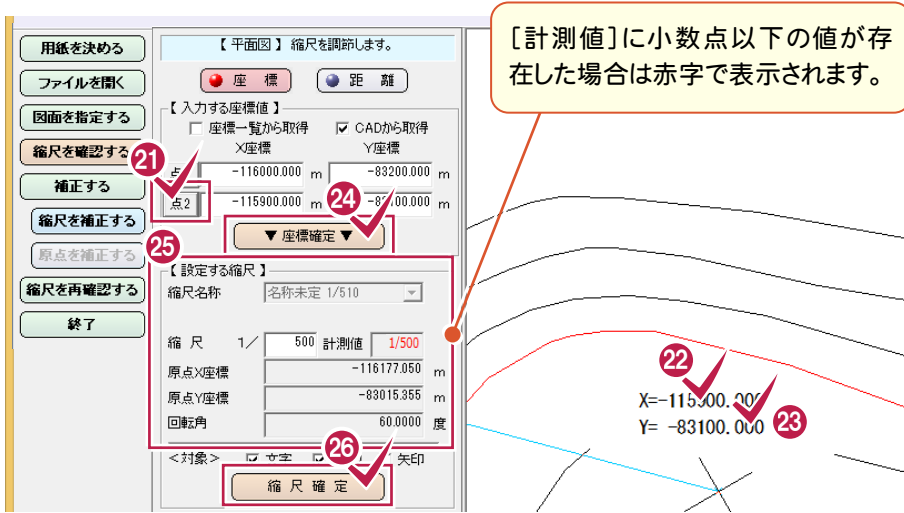 [計測値]に小数点以下の値が存
在した場合は赤字で表示されます。
用紙を決める
ファイルを開く
図面を指定する
縮尺を確認する
補正する
縮尺を補正する
原点を補正する
縮尺を再確認する
終了
【 平面図 】 縮尺を調節します。
座 標
距 離
【 入力する座標値 】
座標一覧から取得
CADから取得
X座標
Y座標
21
-116000.000 m
-83200.000 m
点2
-115900.000 m
24
m
▼ 座標確定 ▼
25
【 設定する縮尺 】
縮尺名称
名称未定 1/510
縮 尺 1/ 500 計測値 1/500
原点X座標 -116177.050 m
原点Y座標 -83015.355 m
回転角 60.0000 度
<対象> 文字
矢印
26
縮 尺 確 定
22
X=-115900.000
Y= -83100.000
23